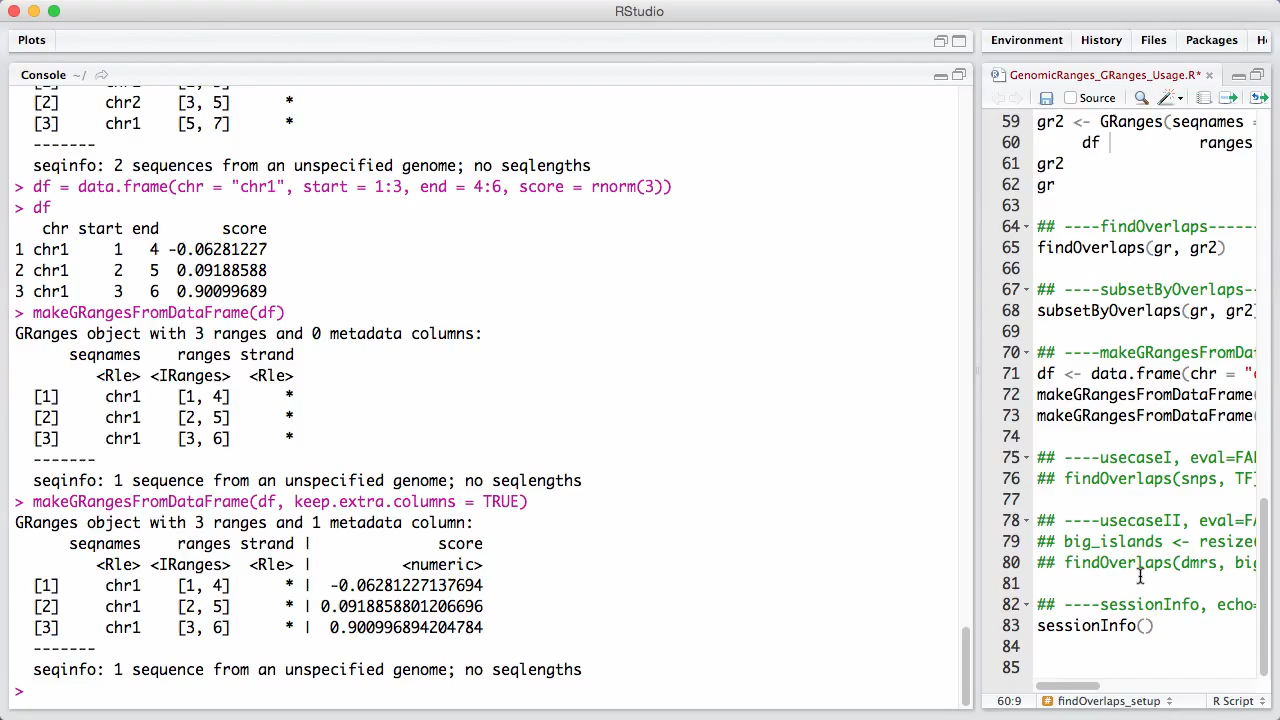 RStudio
Plots
Console ~/
[2] chr2 [3, 5] *
[3] chr1 [5, 7] *
-------
seqinfo: 2 sequences from an unspecified genome; no seqlengths
> df = data.frame(chr = "chr1", start = 1:3, end = 4:6, score = rnorm(3))
> df
chr start end score
1 chr1 1 4 -0.06281227
2 chr1 2 5 0.09188588
3 chr1 3 6 0.90099689
> makeGRangesFromDataFrame(df)
GRanges object with 3 ranges and 0 metadata columns:
seqnames ranges strand
<Rle> <IRanges> <Rle>
[1] chr1 [1, 4] *
[2] chr1 [2, 5] *
[3] chr1 [3, 6] *
-------
seqinfo: 1 sequence from an unspecified genome; no seqlengths
> makeGRangesFromDataFrame(df, keep.extra.columns = TRUE)
GRanges object with 3 ranges and 1 metadata column:
seqnames ranges strand | score
<Rle> <IRanges> <Rle> | <numeric>
[1] chr1 [1, 4] * | -0.06281227137694
[2] chr1 [2, 5] * | 0.0918858801206696
[3] chr1 [3, 6] * | 0.900996894204784
-------
seqinfo: 1 sequence from an unspecified genome; no seqlengths
>
Environment History Files Packages He
GenomicRanges_GRanges_Usage.R*
Source
59 gr2 <- GRanges(seqnames =
60 df ranges
61 gr2
62 gr
63
64 ## ----findOverlaps------
65 findOverlaps(gr, gr2)
66
67 ## ----subsetByOverlaps--
68 subsetByOverlaps(gr, gr2)
69
70 ## ----makeGRangesFromDat
71 df <- data.frame(chr = "c
72 makeGRangesFromDataFrame(
73 makeGRangesFromDataFrame(
74
75 ## ----usecaseI, eval=FAL
76 ## findOverlaps(snps, TF)
77
78 ## ----usecaseII, eval=FA
79 ## big_islands <- resize(
80 ## findOverlaps(dmrs, big
81
82 ## ----sessionInfo, echo=
83 sessionInfo()
84
85
60:9 findOverlaps_setup R Script